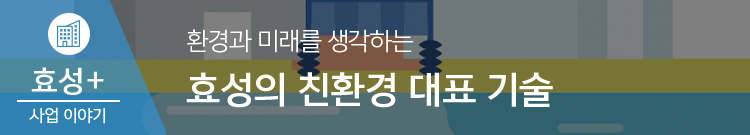 효성+
사업 이야기
환경과 미래를 생각하는
효성의 친환경 대표 기술